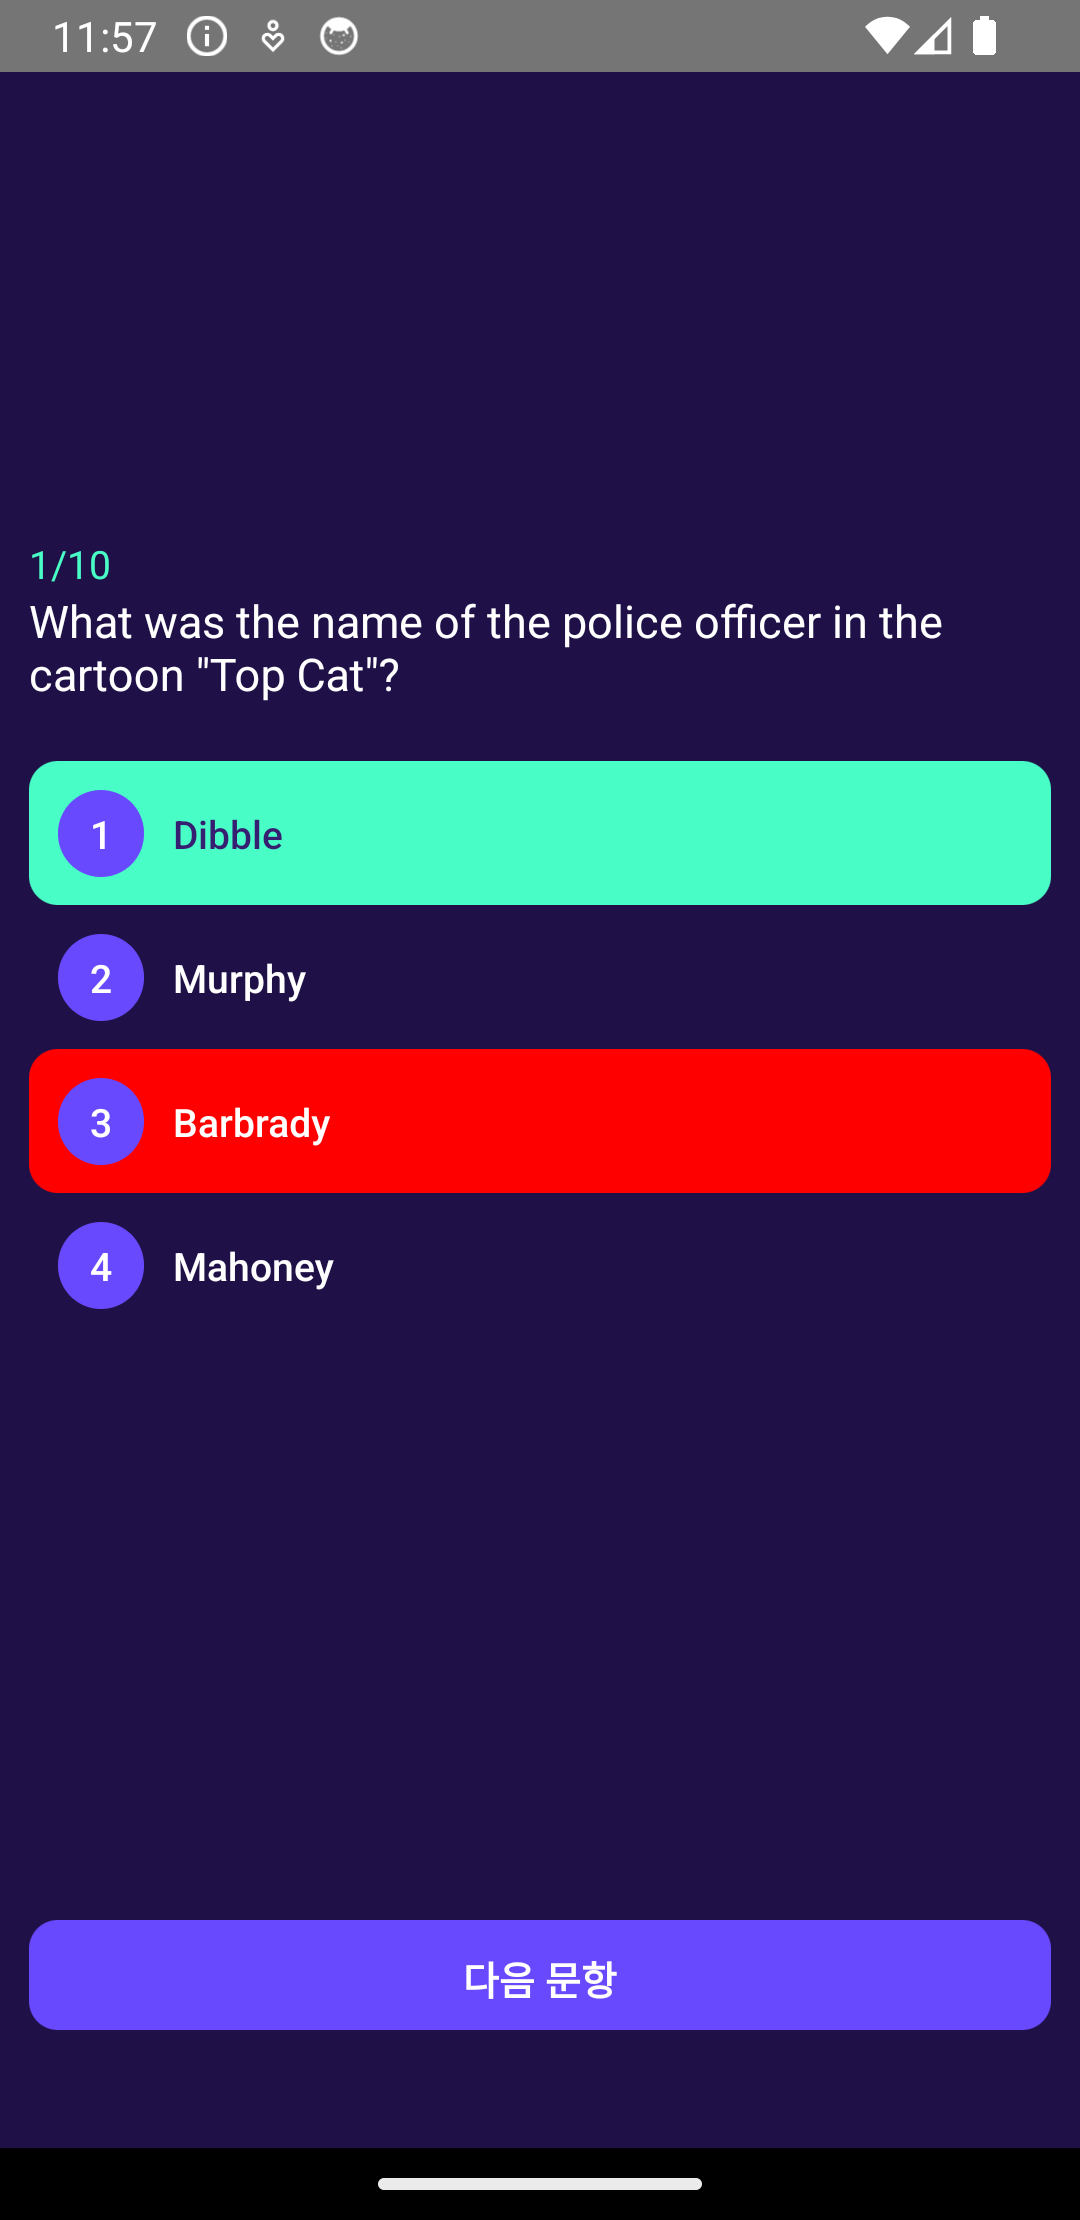 11:57
1/10
What was the name of the police officer in the
cartoon "Top Cat"?
1 Dibble
2 Murphy
3 Barbrady
4 Mahoney
다음 문항